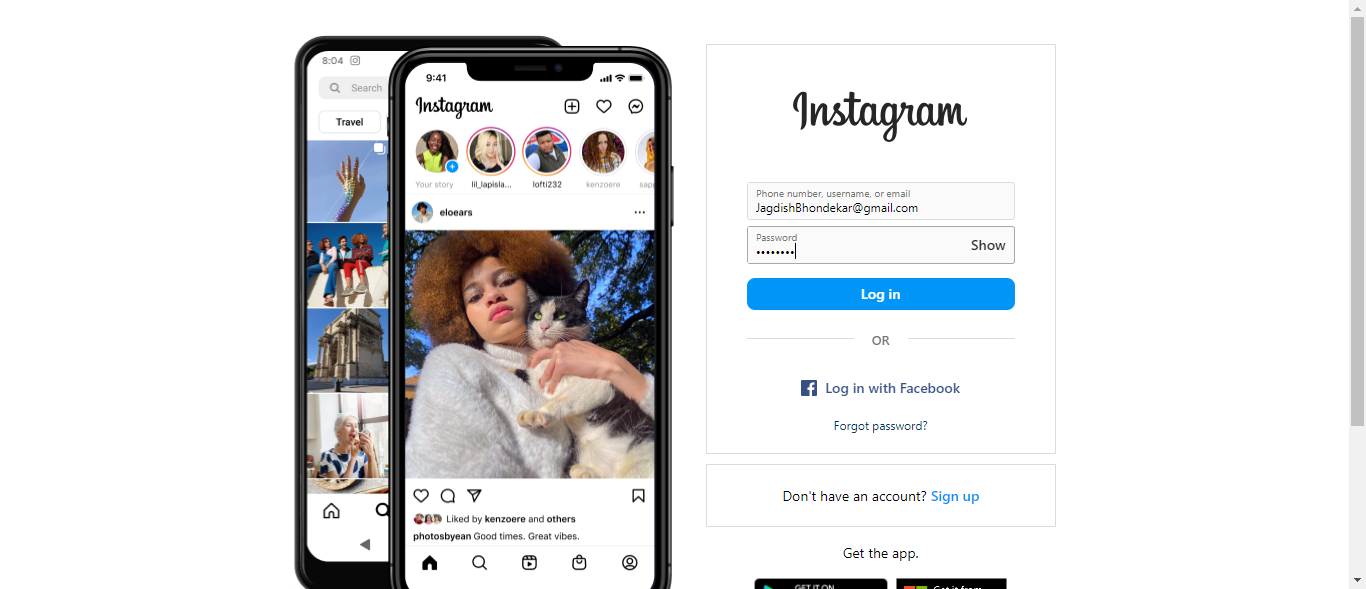 8:04
Search
Travel
9:41
Instagram
Your story
lil_lapisla...
lofti232
kenzoere
sapp
eloears
Liked by kenzoere and others
photosbyean Good times. Great vibes.
Instagram
Phone number, username, or email
JagdishBhondekar@gmail.com
Password
••••••••
Show
Log in
OR
Log in with Facebook
Forgot password?
Don't have an account? Sign up
Get the app.
GET IT ON
Get it from